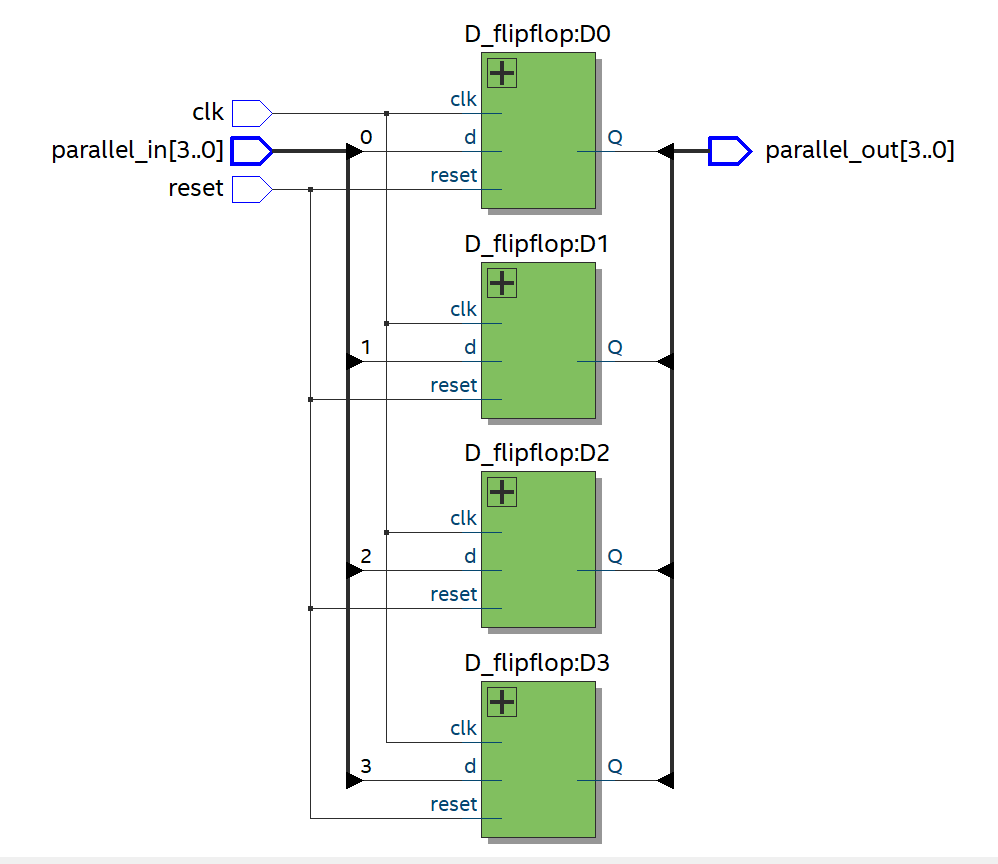 D_flipflop:D0
clk
clk
parallel_in[3..0]
0
d
Q
parallel_out[3..0]
reset
reset
D_flipflop:D1
clk
1
d
Q
reset
D_flipflop:D2
clk
2
d
Q
reset
D_flipflop:D3
clk
3
d
Q
reset